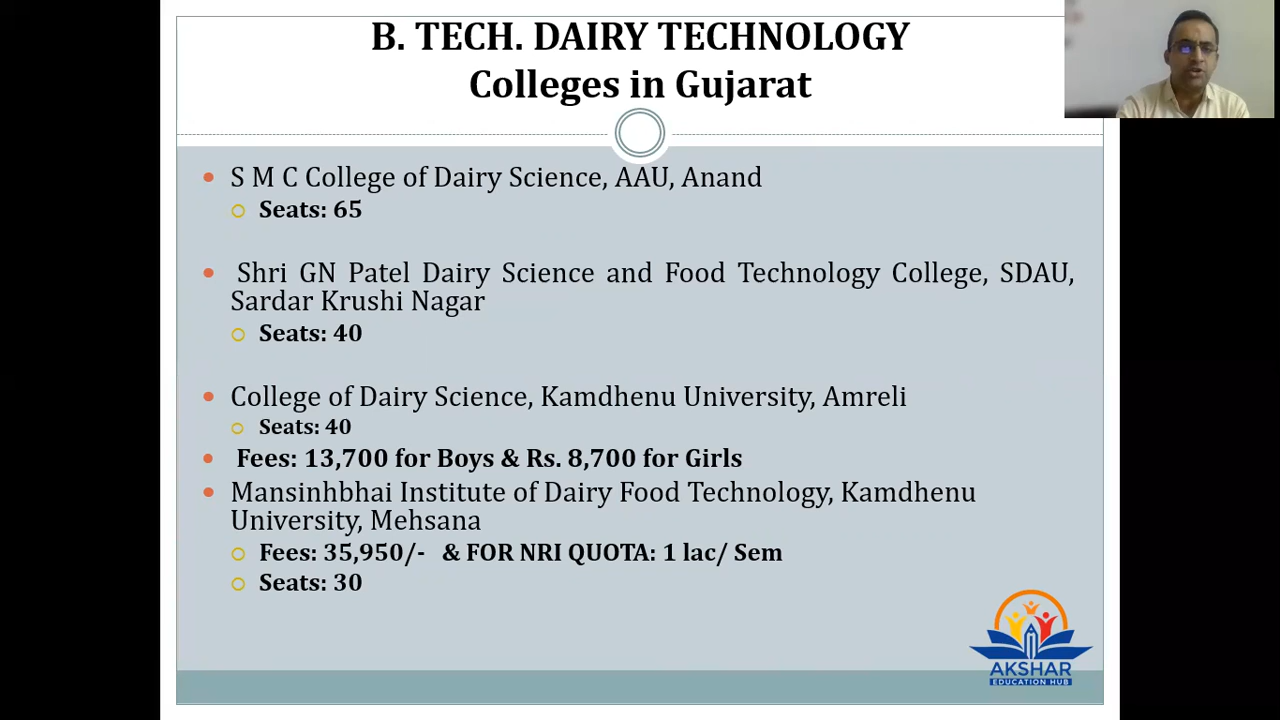 B. TECH. DAIRY TECHNOLOGY
Colleges in Gujarat
S M C College of Dairy Science, AAU, Anand
Seats: 65
Shri GN Patel Dairy Science and Food Technology College, SDAU,
Sardar Krushi Nagar
Seats: 40
College of Dairy Science, Kamdhenu University, Amreli
Seats: 40
Fees: 13,700 for Boys & Rs. 8,700 for Girls
Mansinhbhai Institute of Dairy Food Technology, Kamdhenu
University, Mehsana
Fees: 35,950/- & FOR NRI QUOTA: 1 lac/ Sem
Seats: 30
AKSHAR
EDUCATION HUB